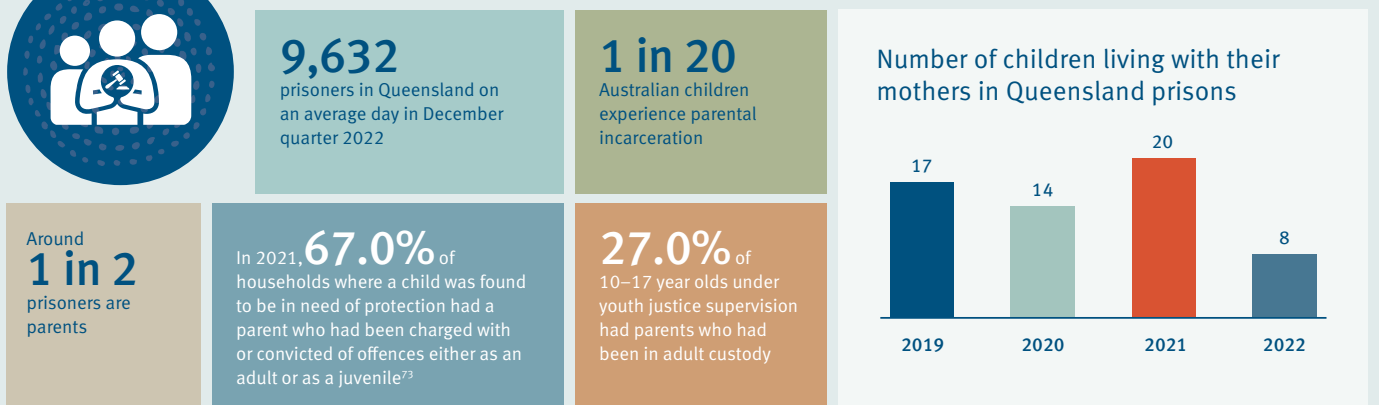 9,632
prisoners in Queensland on
an average day in December
quarter 2022
1 in 20
Australian children
experience parental
incarceration
Around
1 in 2
prisoners are
parents
In 2021, 67.0% of
households where a child was found
to be in need of protection had a
parent who had been charged with
or convicted of offences either as an
adult or as a juvenile73
27.0% of
10–17 year olds under
youth justice supervision
had parents who had
been in adult custody
Number of children living with their
mothers in Queensland prisons
17
14
20
8
2019
2020
2021
2022